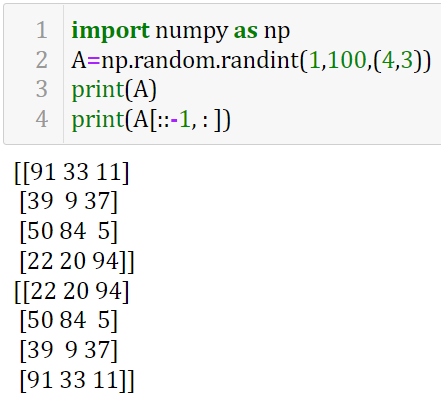 1 import numpy as np
2 A=np.random.randint(1,100,(4,3))
3 print(A)
4 print(A[::-1, : ])
[[91 33 11]
 [39  9 37]
 [50 84  5]
 [22 20 94]]
[[22 20 94]
 [50 84  5]
 [39  9 37]
 [91 33 11]]